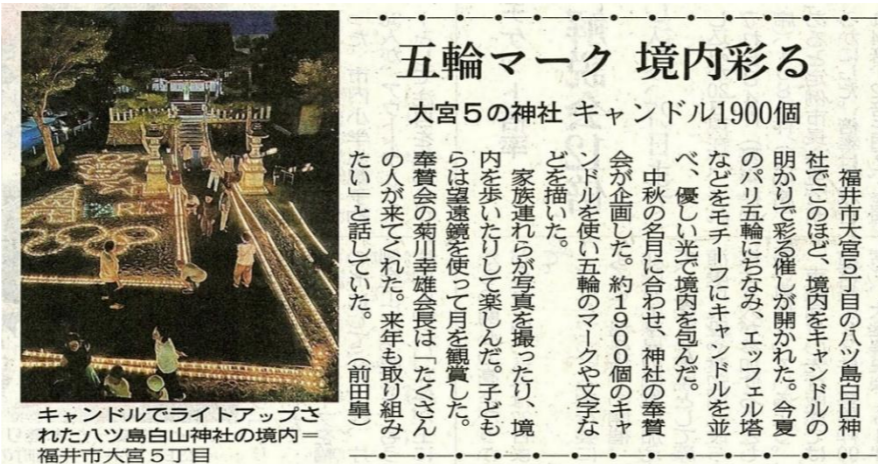 五輪マーク 境内彩る
大宮5の神社 キャンドル1900個
福井市大宮5丁目の八ツ島白山神
社でこのほど、境内をキャンドルの
明かりで彩る催しが開かれた。今夏
のパリ五輪にちなみ、エッフェル塔
などをモチーフにキャンドルを並
べ、優しい光で境内を包んだ。
中秋の名月に合わせ、神社の奉賛
会が企画した。約1900個のキャ
ンドルを使い五輪のマークや文字な
どを描いた。
家族連れらが写真を撮ったり、境
内を歩いたりして楽しんだ。子ども
らは望遠鏡を使って月を観賞した。
奉賛会の菊川幸雄会長は「たくさん
の人が来てくれた。来年も取り組み
たい」と話していた。 (前田皐)
キャンドルでライトアップさ
れた八ツ島白山神社の境内=
福井市大宮5丁目